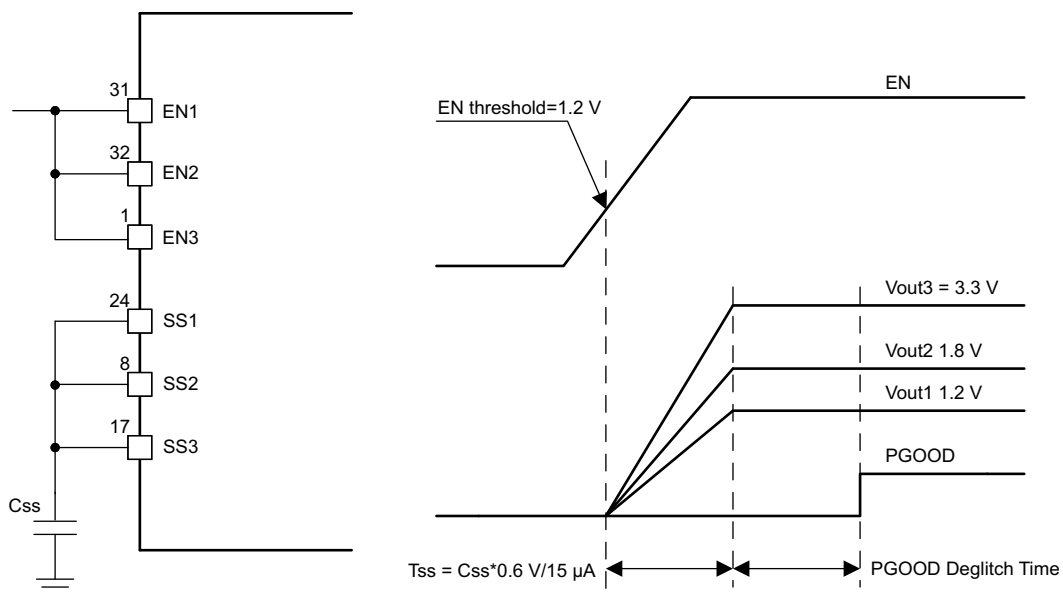 31
EN1
32
EN2
1
EN3
24
SS1
8
SS2
17
SS3
Css
EN
EN threshold=1.2 V
Vout3 = 3.3 V
Vout2 1.8 V
Vout1 1.2 V
PGOOD
Tss = Css*0.6 V/15 µA
PGOOD Deglitch Time